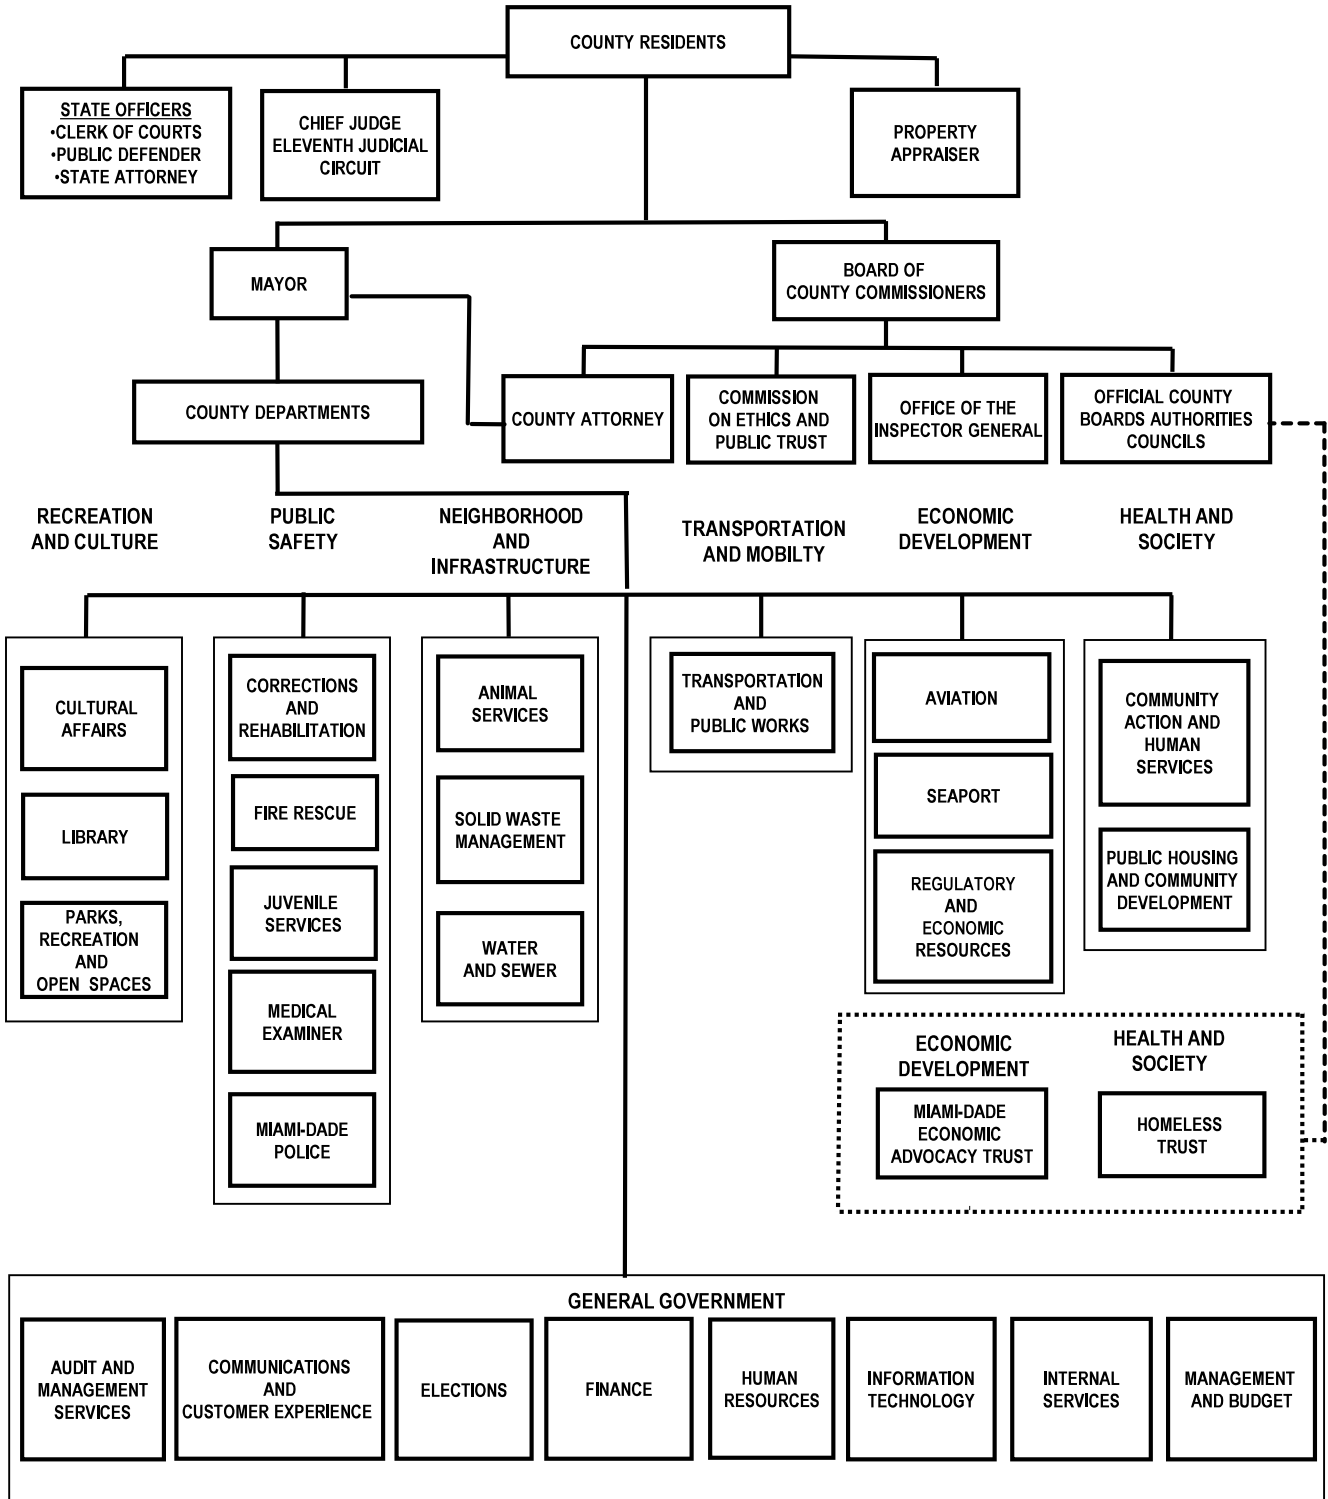 COUNTY RESIDENTS
STATE OFFICERS
•CLERK OF COURTS
•PUBLIC DEFENDER
•STATE ATTORNEY
CHIEF JUDGE
ELEVENTH JUDICIAL
CIRCUIT
PROPERTY
APPRAISER
MAYOR
BOARD OF
COUNTY COMMISSIONERS
COUNTY DEPARTMENTS
COUNTY ATTORNEY
COMMISSION
ON ETHICS AND
PUBLIC TRUST
OFFICE OF THE
INSPECTOR GENERAL
OFFICIAL COUNTY
BOARDS AUTHORITIES
COUNCILS
RECREATION
AND CULTURE
PUBLIC
SAFETY
NEIGHBORHOOD
AND
INFRASTRUCTURE
TRANSPORTATION
AND MOBILTY
ECONOMIC
DEVELOPMENT
HEALTH AND
SOCIETY
CULTURAL
AFFAIRS
LIBRARY
PARKS,
RECREATION
AND
OPEN SPACES
CORRECTIONS
AND
REHABILITATION
FIRE RESCUE
JUVENILE
SERVICES
MEDICAL
EXAMINER
MIAMI-DADE
POLICE
ANIMAL
SERVICES
SOLID WASTE
MANAGEMENT
WATER
AND SEWER
TRANSPORTATION
AND
PUBLIC WORKS
AVIATION
SEAPORT
REGULATORY
AND
ECONOMIC
RESOURCES
COMMUNITY
ACTION AND
HUMAN
SERVICES
PUBLIC HOUSING
AND COMMUNITY
DEVELOPMENT
ECONOMIC
DEVELOPMENT
MIAMI-DADE
ECONOMIC
ADVOCACY TRUST
HEALTH AND
SOCIETY
HOMELESS
TRUST
GENERAL GOVERNMENT
AUDIT AND
MANAGEMENT
SERVICES
COMMUNICATIONS
AND
CUSTOMER EXPERIENCE
ELECTIONS
FINANCE
HUMAN
RESOURCES
INFORMATION
TECHNOLOGY
INTERNAL
SERVICES
MANAGEMENT
AND BUDGET